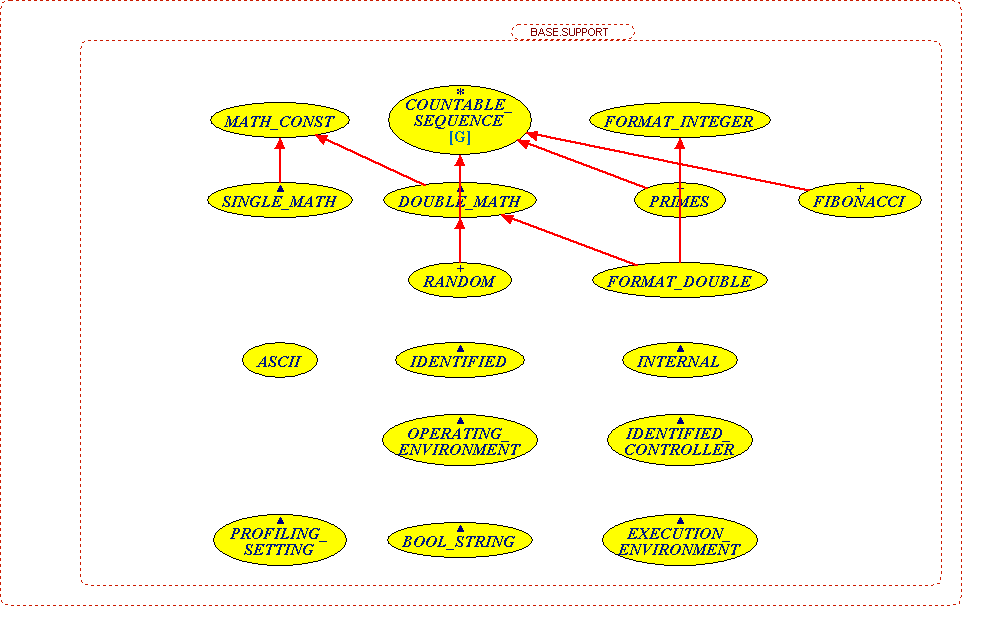 BASE.SUPPORT
*
MATH_CONST
COUNTABLE_
SEQUENCE
[G]
FORMAT_INTEGER
SINGLE_MATH
DOUBLE_MATH
+
PRIMES
+
FIBONACCI
+
RANDOM
FORMAT_DOUBLE
ASCII
IDENTIFIED
INTERNAL
OPERATING_
ENVIRONMENT
IDENTIFIED_
CONTROLLER
PROFILING_
SETTING
BOOL_STRING
EXECUTION_
ENVIRONMENT